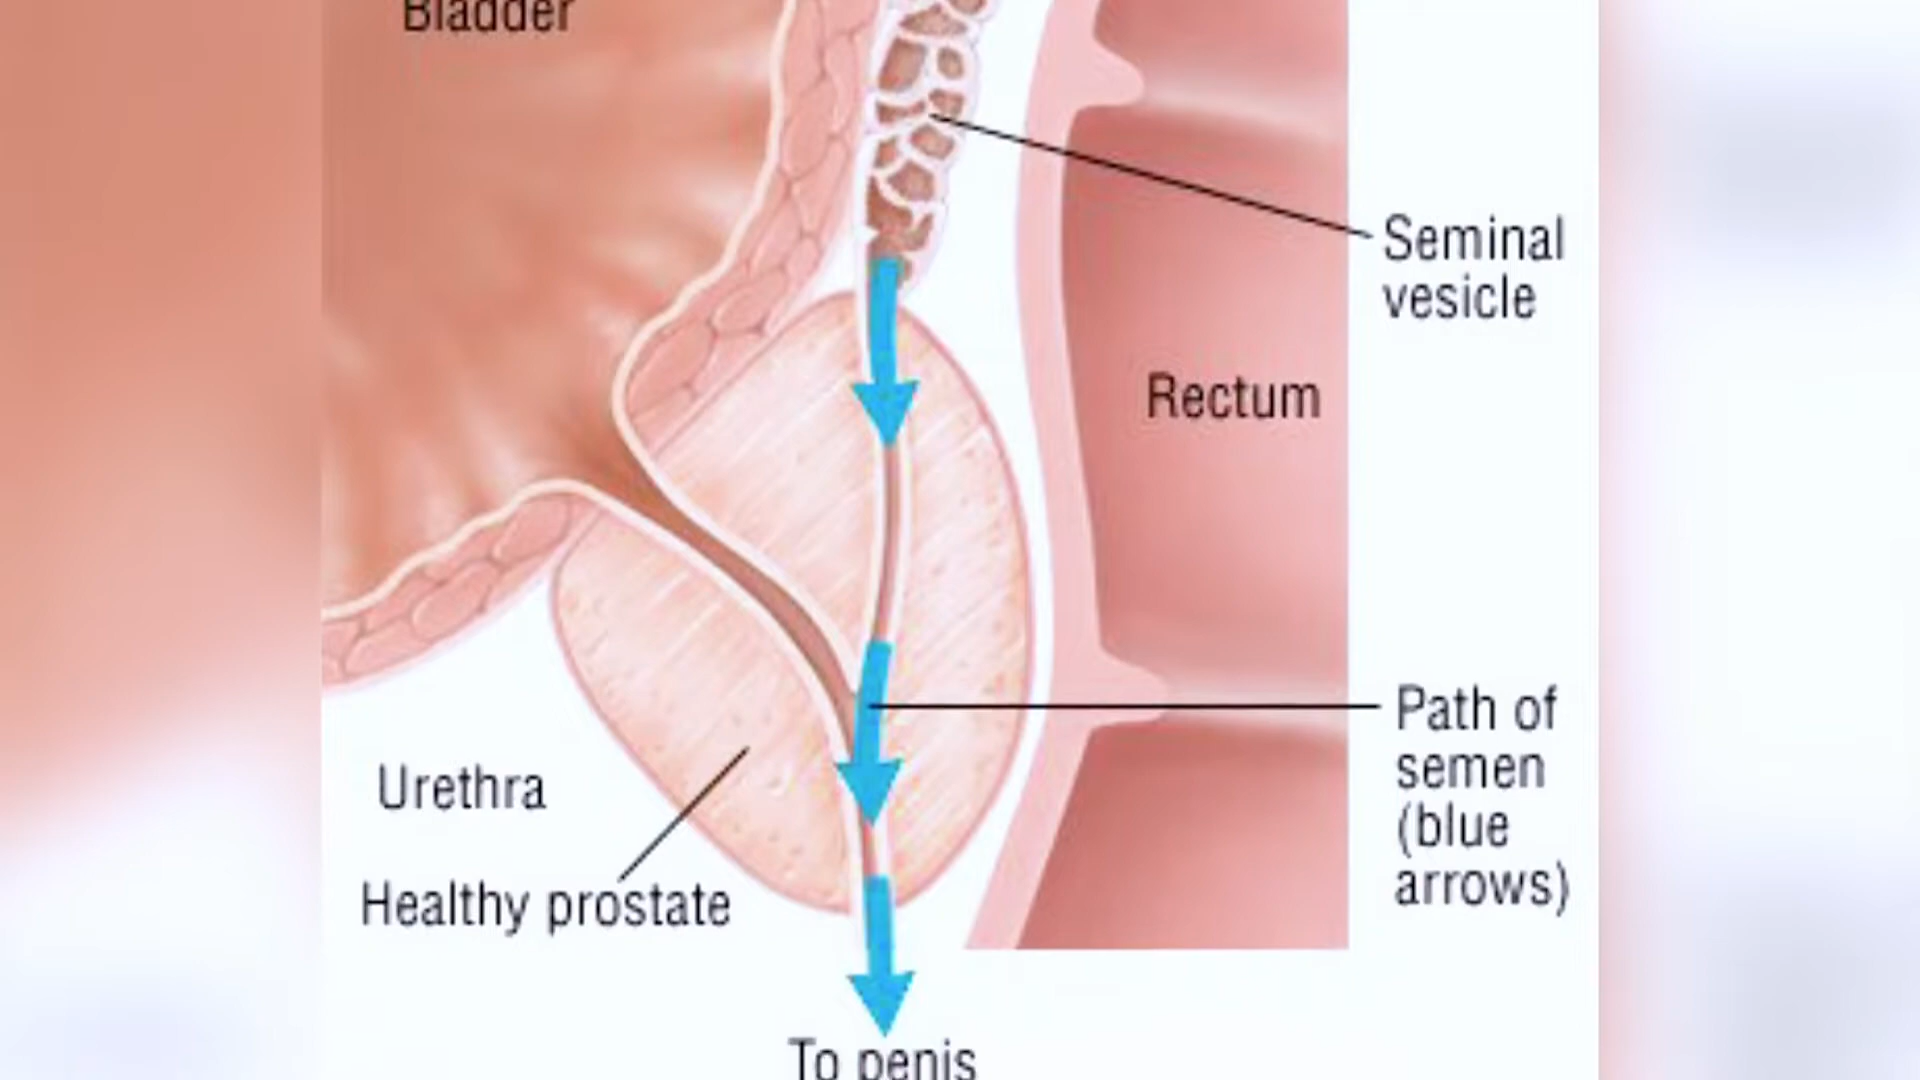 Bladder
Seminal
vesicle
Rectum
Path of
semen
(blue
arrows)
Urethra
Healthy prostate
To penis